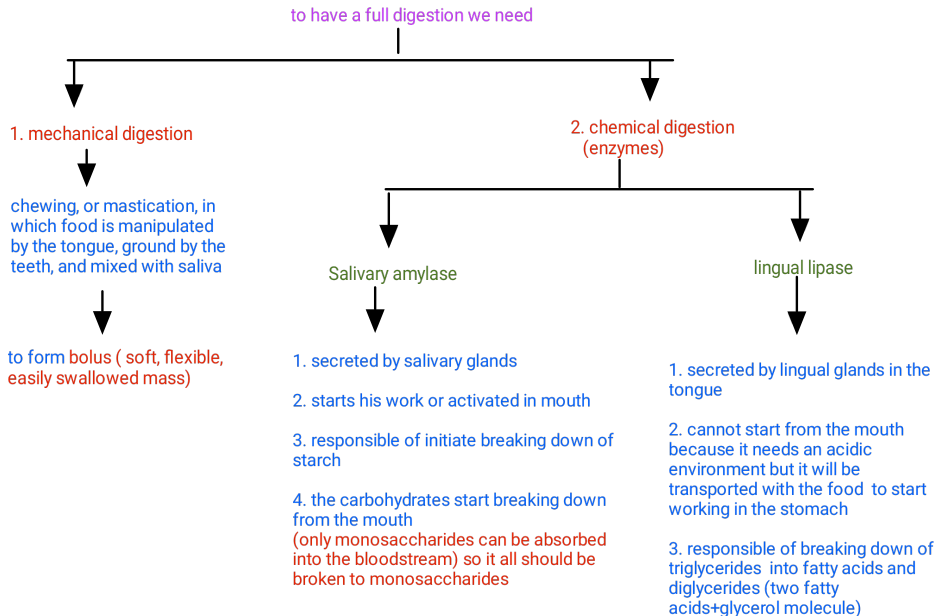 to have a full digestion we need
1. mechanical digestion
chewing, or mastication, in
which food is manipulated
by the tongue, ground by the
teeth, and mixed with saliva
to form bolus ( soft, flexible,
easily swallowed mass)
2. chemical digestion
(enzymes)
Salivary amylase
1. secreted by salivary glands
2. starts his work or activated in mouth
3. responsible of initiate breaking down of
starch
4. the carbohydrates start breaking down
from the mouth
(only monosaccharides can be absorbed
into the bloodstream) so it all should be
broken to monosaccharides
lingual lipase
1. secreted by lingual glands in the
tongue
2. cannot start from the mouth
because it needs an acidic
environment but it will be
transported with the food  to start
working in the stomach
3. responsible of breaking down of
triglycerides  into fatty acids and
diglycerides (two fatty
acids+glycerol molecule)